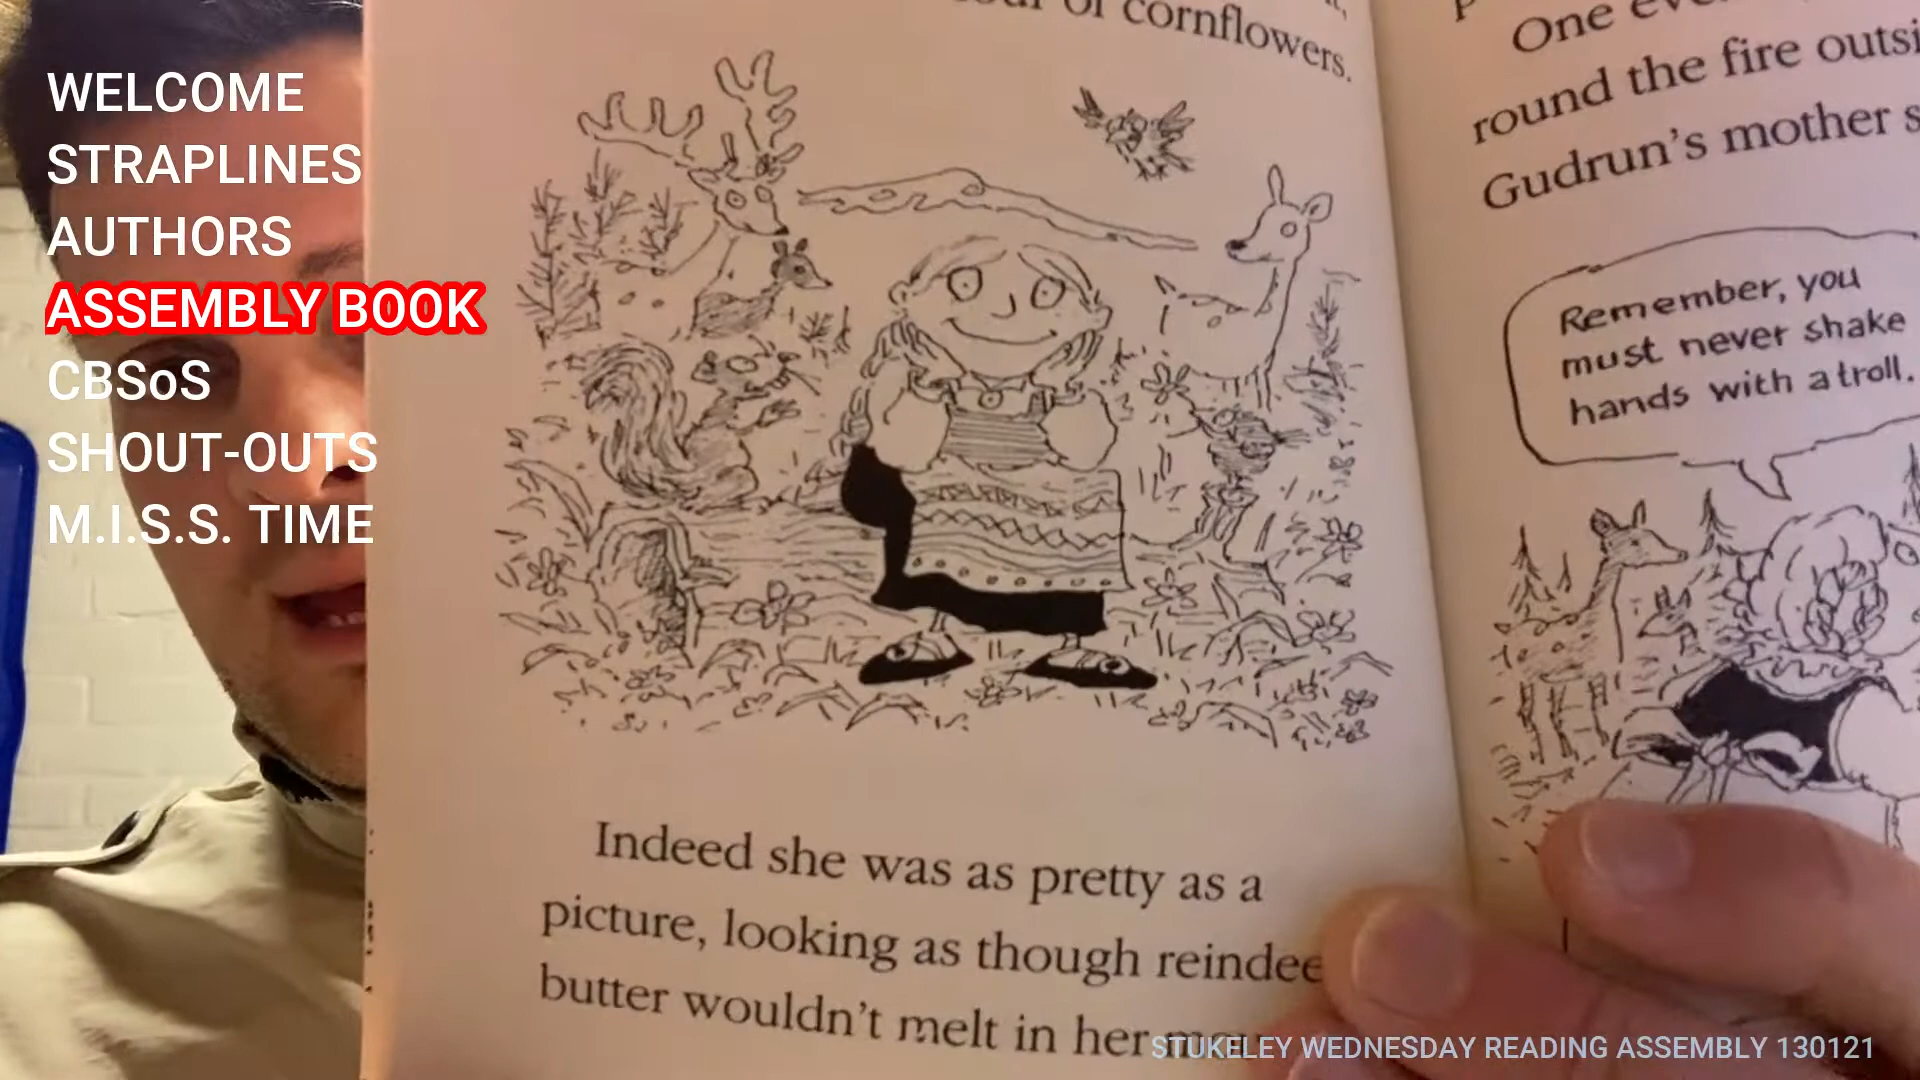 WELCOME
STRAPLINES
AUTHORS
ASSEMBLY BOOK
CBSoS
SHOUT-OUTS
M.I.S.S. TIME
of cornflowers.
Indeed she was as pretty as a
picture, looking as though
butter wouldn't melt in her
One
round the fire
Gudrun's mother
Remember, you
must never shake
hands with a troll.
STUKELEY WEDNESDAY READING ASSEMBLY 130121